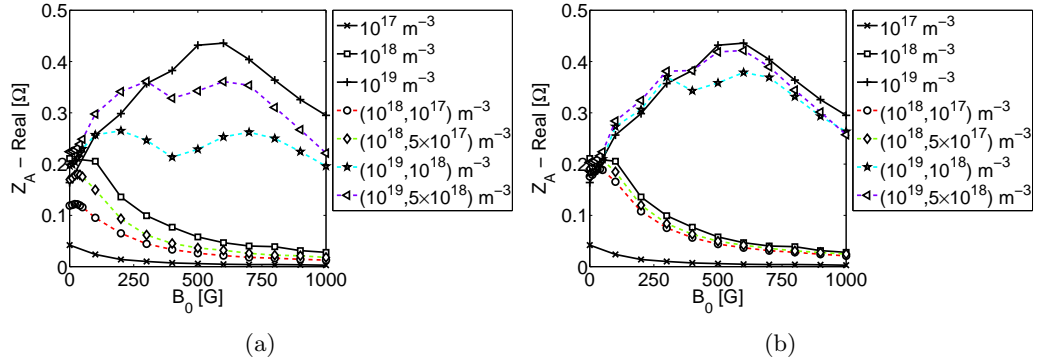 0.5
0.4
0.3
0.2
0.1
0
Z_A − Real [Ω]
0 250 500 750 1000
B_0 [G]
10^17 m^−3
10^18 m^−3
10^19 m^−3
(10^18,10^17) m^−3
(10^18,5×10^17) m^−3
(10^19,10^18) m^−3
(10^19,5×10^18) m^−3
(a)
0.5
0.4
0.3
0.2
0.1
0
Z_A − Real [Ω]
0 250 500 750 1000
B_0 [G]
10^17 m^−3
10^18 m^−3
10^19 m^−3
(10^18,10^17) m^−3
(10^18,5×10^17) m^−3
(10^19,10^18) m^−3
(10^19,5×10^18) m^−3
(b)